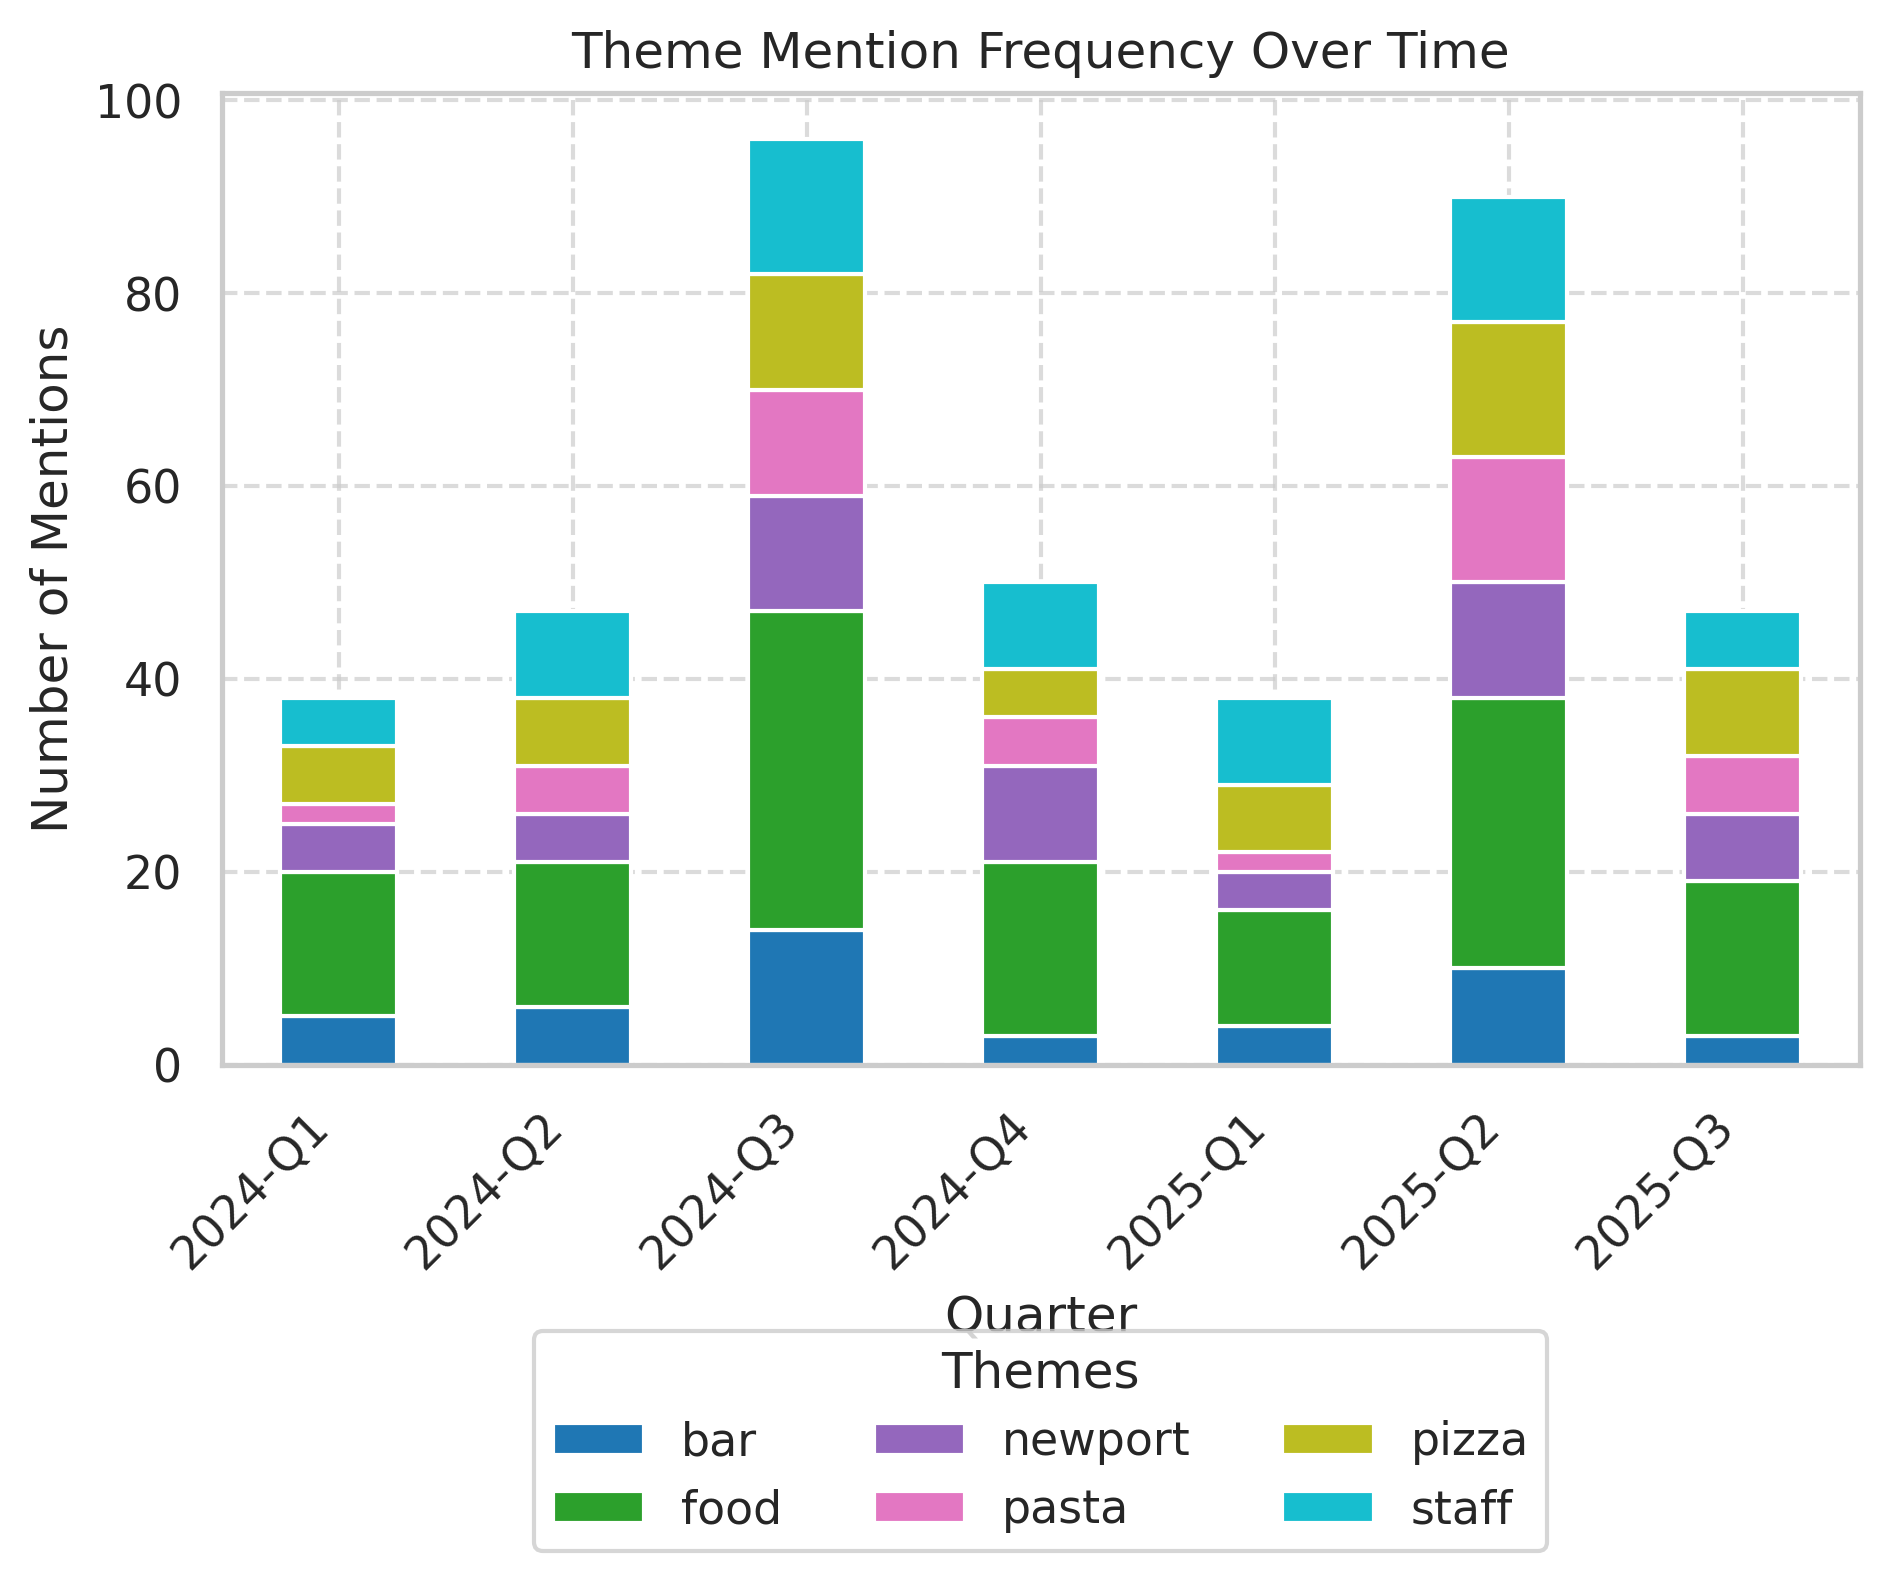 Theme Mention Frequency Over Time
Number of Mentions
100
80
60
40
20
0
2024-Q1
2024-Q2
2024-Q3
2024-Q4
2025-Q1
2025-Q2
2025-Q3
Quarter
Themes
bar
food
newport
pasta
pizza
staff